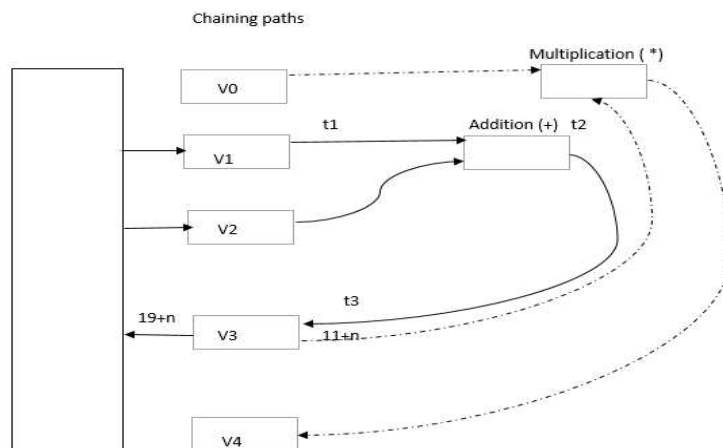 Chaining paths
Multiplication ( *)
V0
t1
Addition (+) t2
V1
V2
t3
19+n
V3
11+n
V4